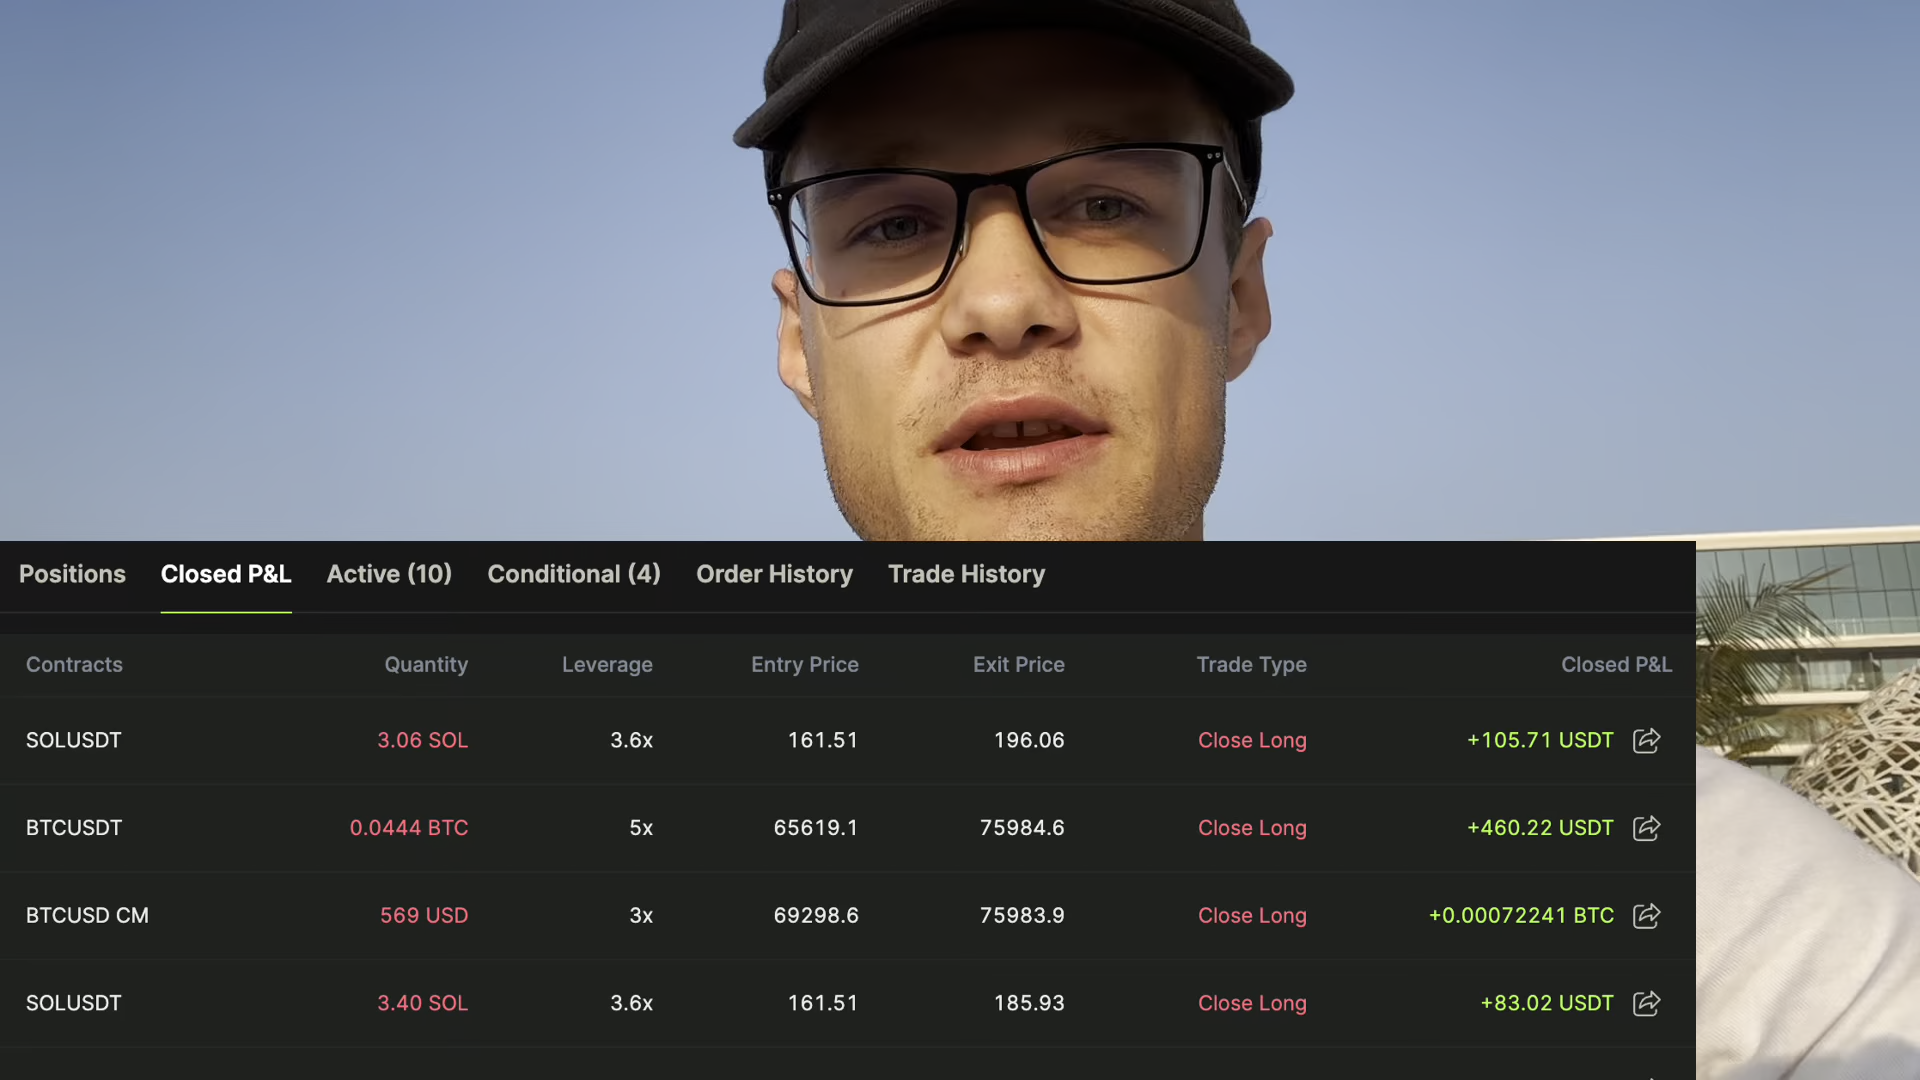 Positions Closed P&L Active (10) Conditional (4) Order History Trade History
Contracts Quantity Leverage Entry Price Exit Price Trade Type Closed P&L
SOLUSDT 3.06 SOL 3.6x 161.51 196.06 Close Long +105.71 USDT
BTCUSDT 0.0444 BTC 5x 65619.1 75984.6 Close Long +460.22 USDT
BTCUSD CM 569 USD 3x 69298.6 75983.9 Close Long +0.00072241 BTC
SOLUSDT 3.40 SOL 3.6x 161.51 185.93 Close Long +83.02 USDT